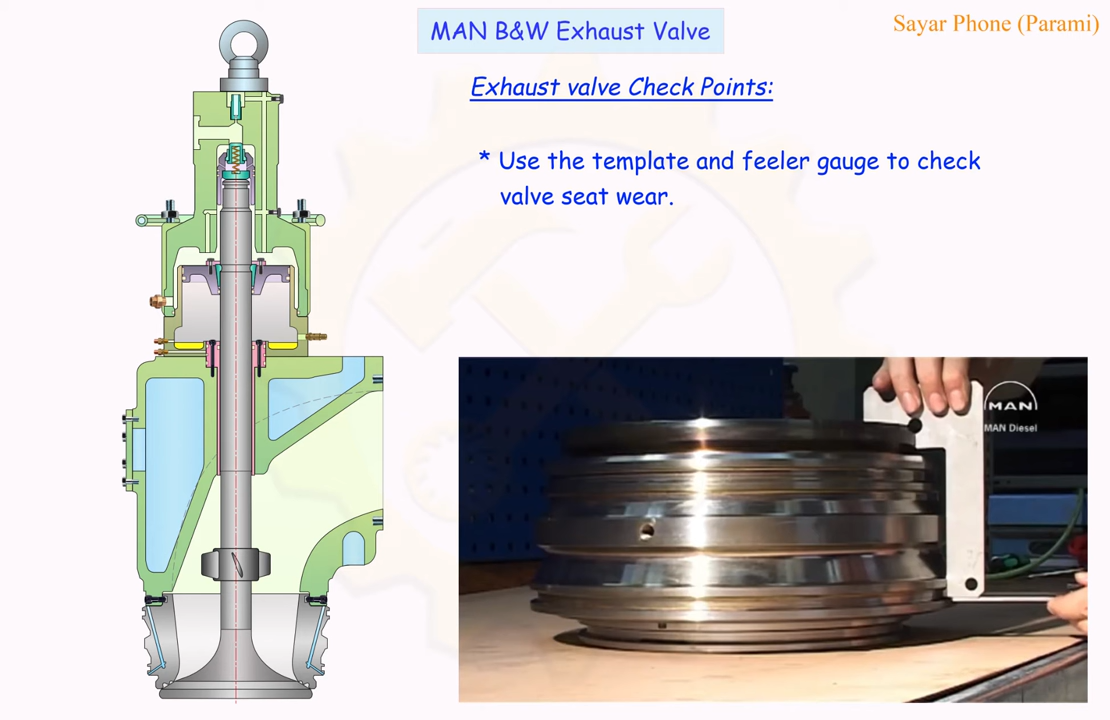 MAN B&W Exhaust Valve
Sayar Phone (Parami)
Exhaust valve Check Points:
* Use the template and feeler gauge to check
valve seat wear.
MAN
MAN Diesel